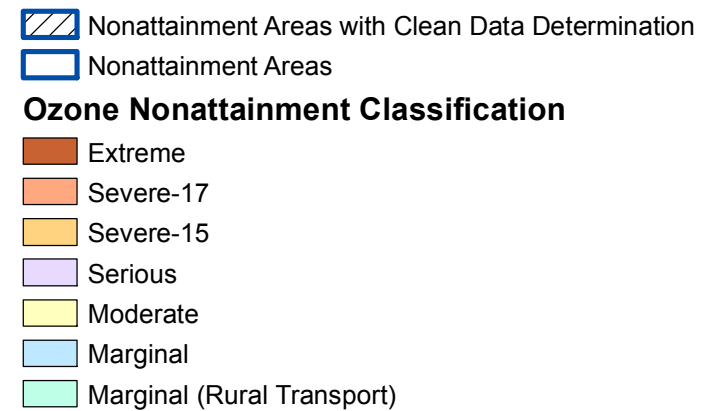 Nonattainment Areas with Clean Data Determination
Nonattainment Areas
Ozone Nonattainment Classification
Extreme
Severe-17
Severe-15
Serious
Moderate
Marginal
Marginal (Rural Transport)